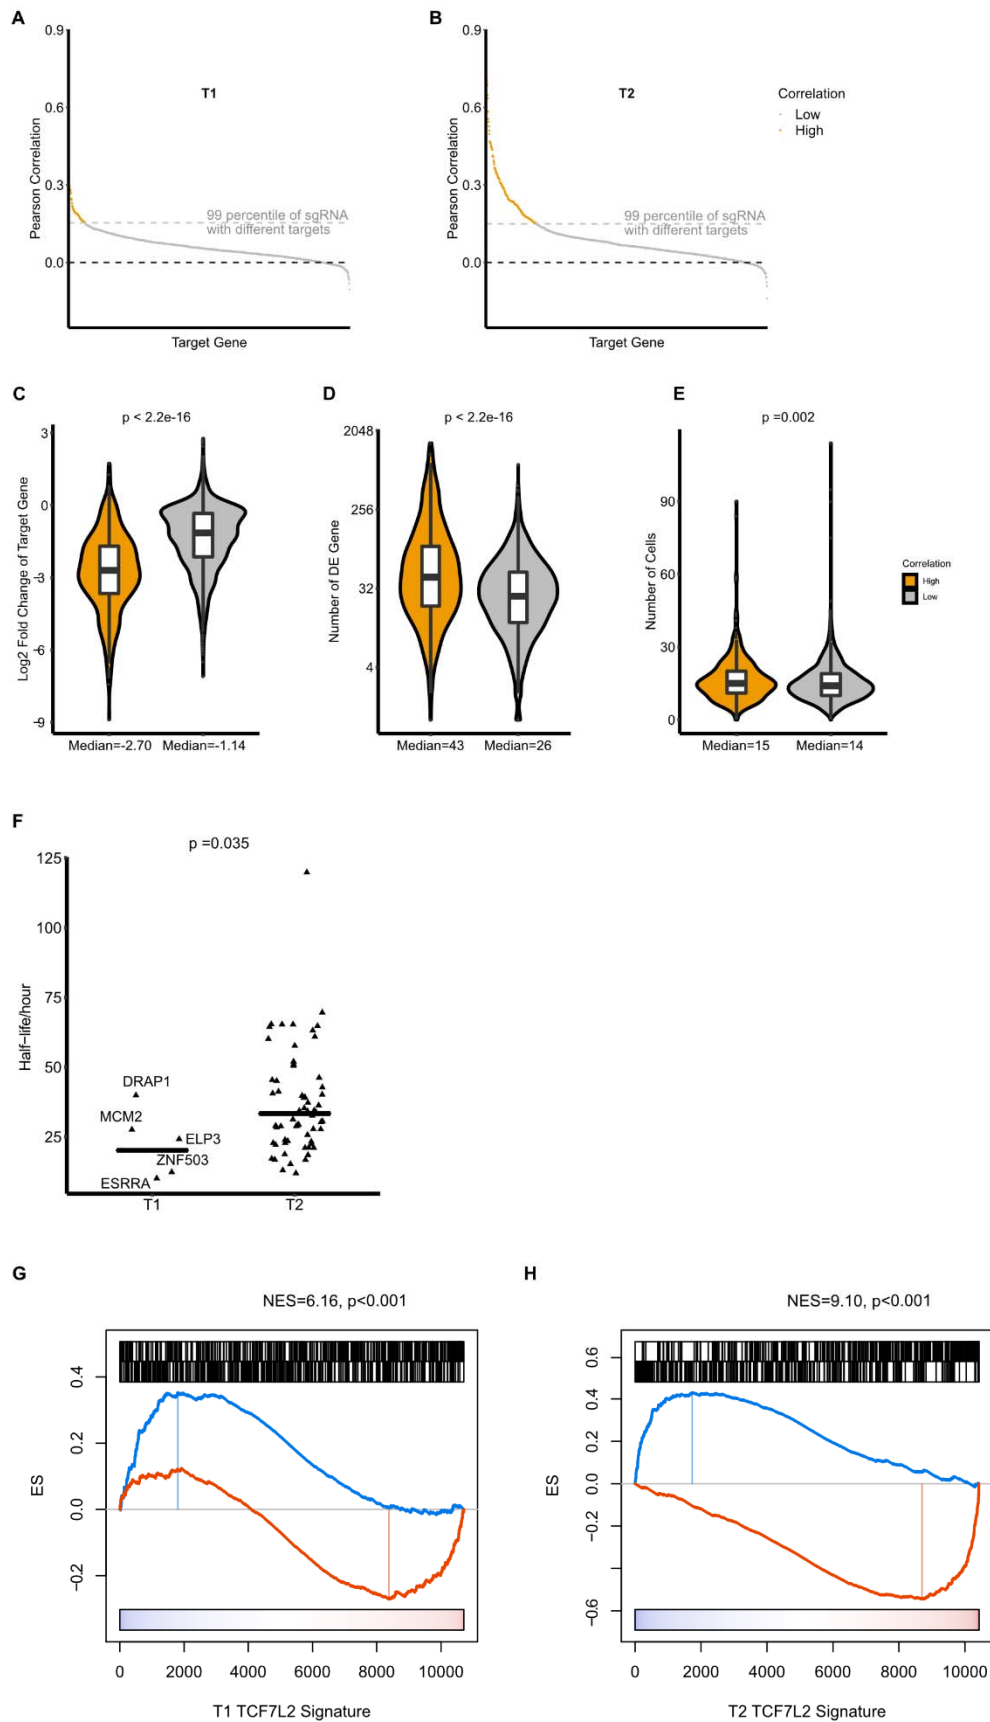 A
0.9
0.6
0.3
0.0
Pearson Correlation
T1
99 percentile of sgRNA
with different targets
Target Gene
B
0.9
0.6
0.3
0.0
Pearson Correlation
T2
99 percentile of sgRNA
with different targets
Target Gene
Correlation
Low
High
C
p < 2.2e-16
3
0
-3
-6
-9
Log2 Fold Change of Target Gene
Median=-2.70
Median=-1.14
D
p < 2.2e-16
2048
256
32
4
Number of DE Gene
Median=43
Median=26
E
p =0.002
90
60
30
0
Number of Cells
Median=15
Median=14
Correlation
High
Low
F
p =0.035
125
100
75
50
25
Half-life/hour
DRAP1
MCM2
ELP3
ZNF503
ESRRA
T1
T2
G
NES=6.16, p<0.001
0.4
0.2
0.0
-0.2
ES
0
2000
4000
6000
8000
10000
T1 TCF7L2 Signature
H
NES=9.10, p<0.001
0.6
0.4
0.2
0.0
-0.2
-0.6
ES
0
2000
4000
6000
8000
10000
T2 TCF7L2 Signature